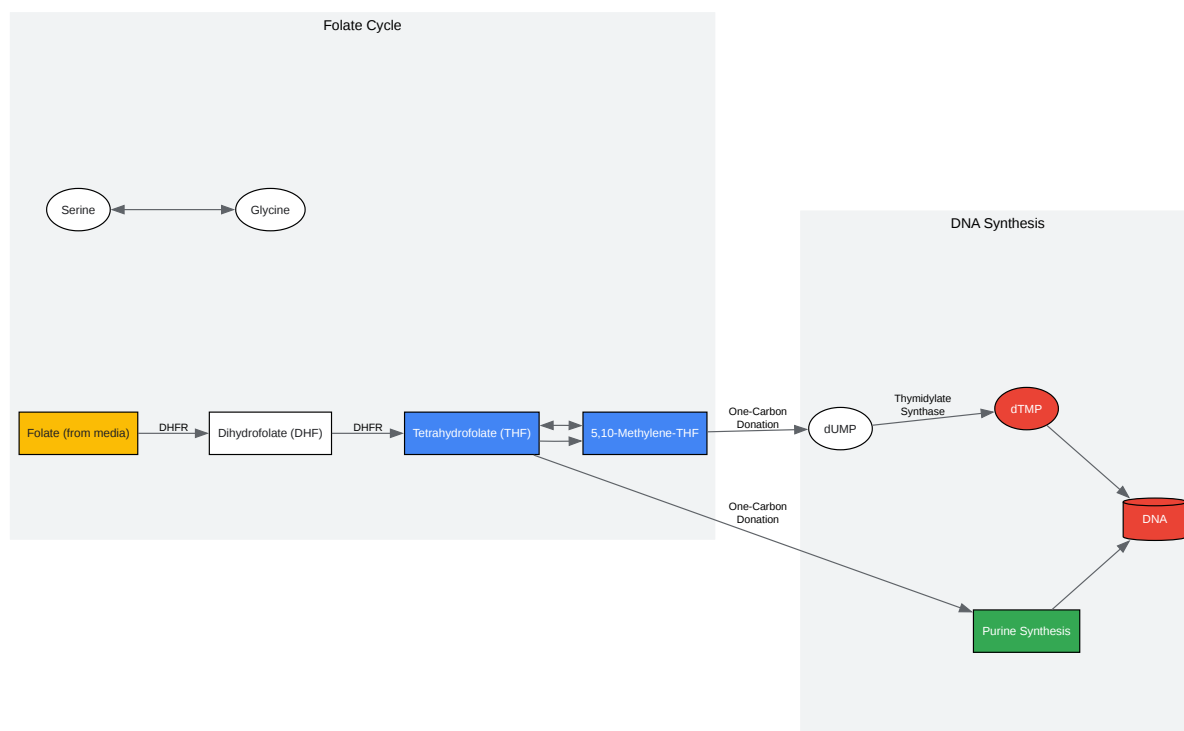 Folate Cycle
Serine
Glycine
DNA Synthesis
Folate (from media)
DHFR
Dihydrofolate (DHF)
DHFR
Tetrahydrofolate (THF)
5,10-Methylene-THF
One-Carbon
Donation
dUMP
Thymidylate
Synthase
dTMP
One-Carbon
Donation
DNA
Purine Synthesis